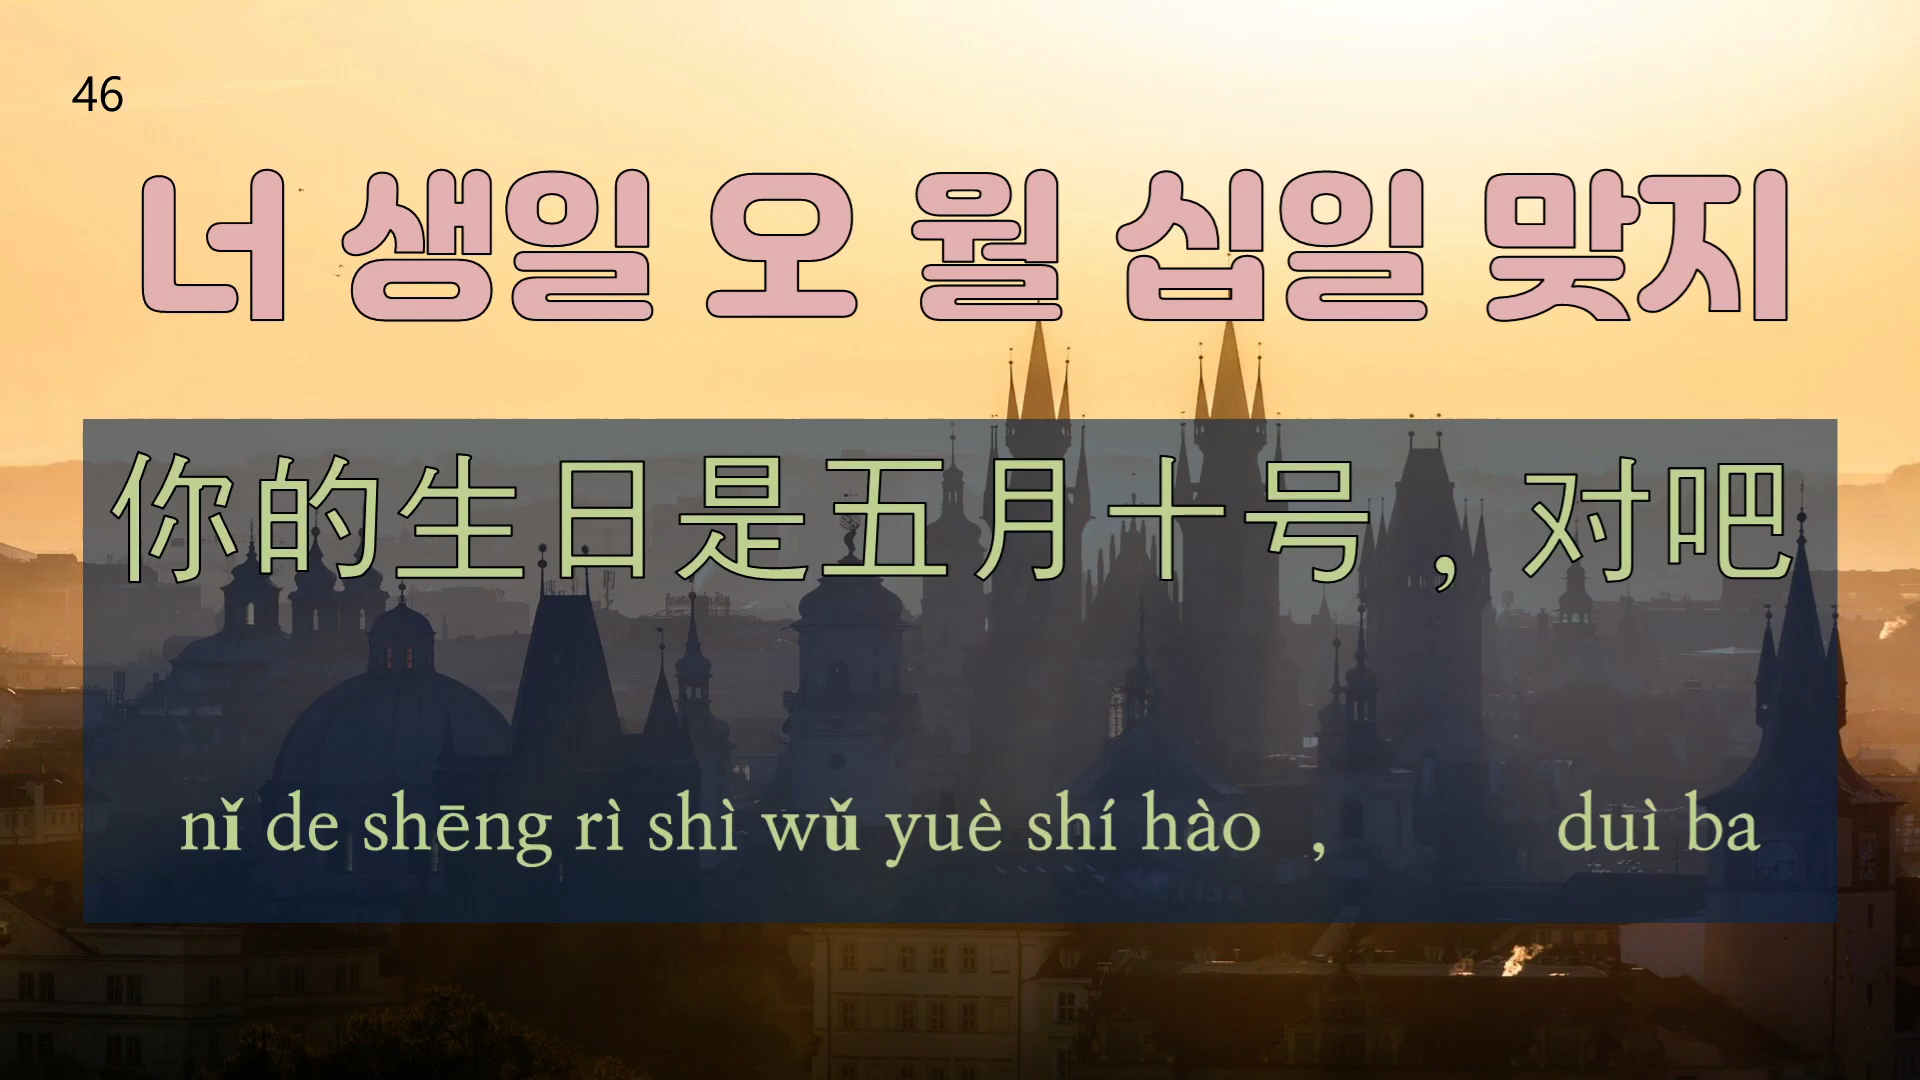 46
너 생일 오 월 십일 맞지
你的生日是五月十号，对吧
nǐ de shēng rì shì wǔ yuè shí hào ， duì ba